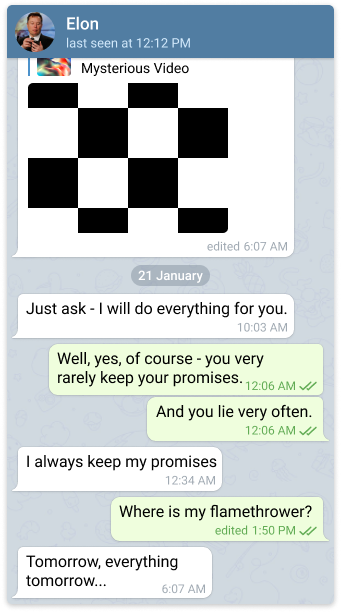 Elon
last seen at 12:12 PM
Mysterious Video
edited 6:07 AM
21 January
Just ask - I will do everything for you.
10:03 AM
Well, yes, of course - you very
rarely keep your promises.
12:06 AM
And you lie very often.
12:06 AM
I always keep my promises
12:34 AM
Where is my flamethrower?
edited 1:50 PM
Tomorrow, everything
tomorrow...
6:07 AM